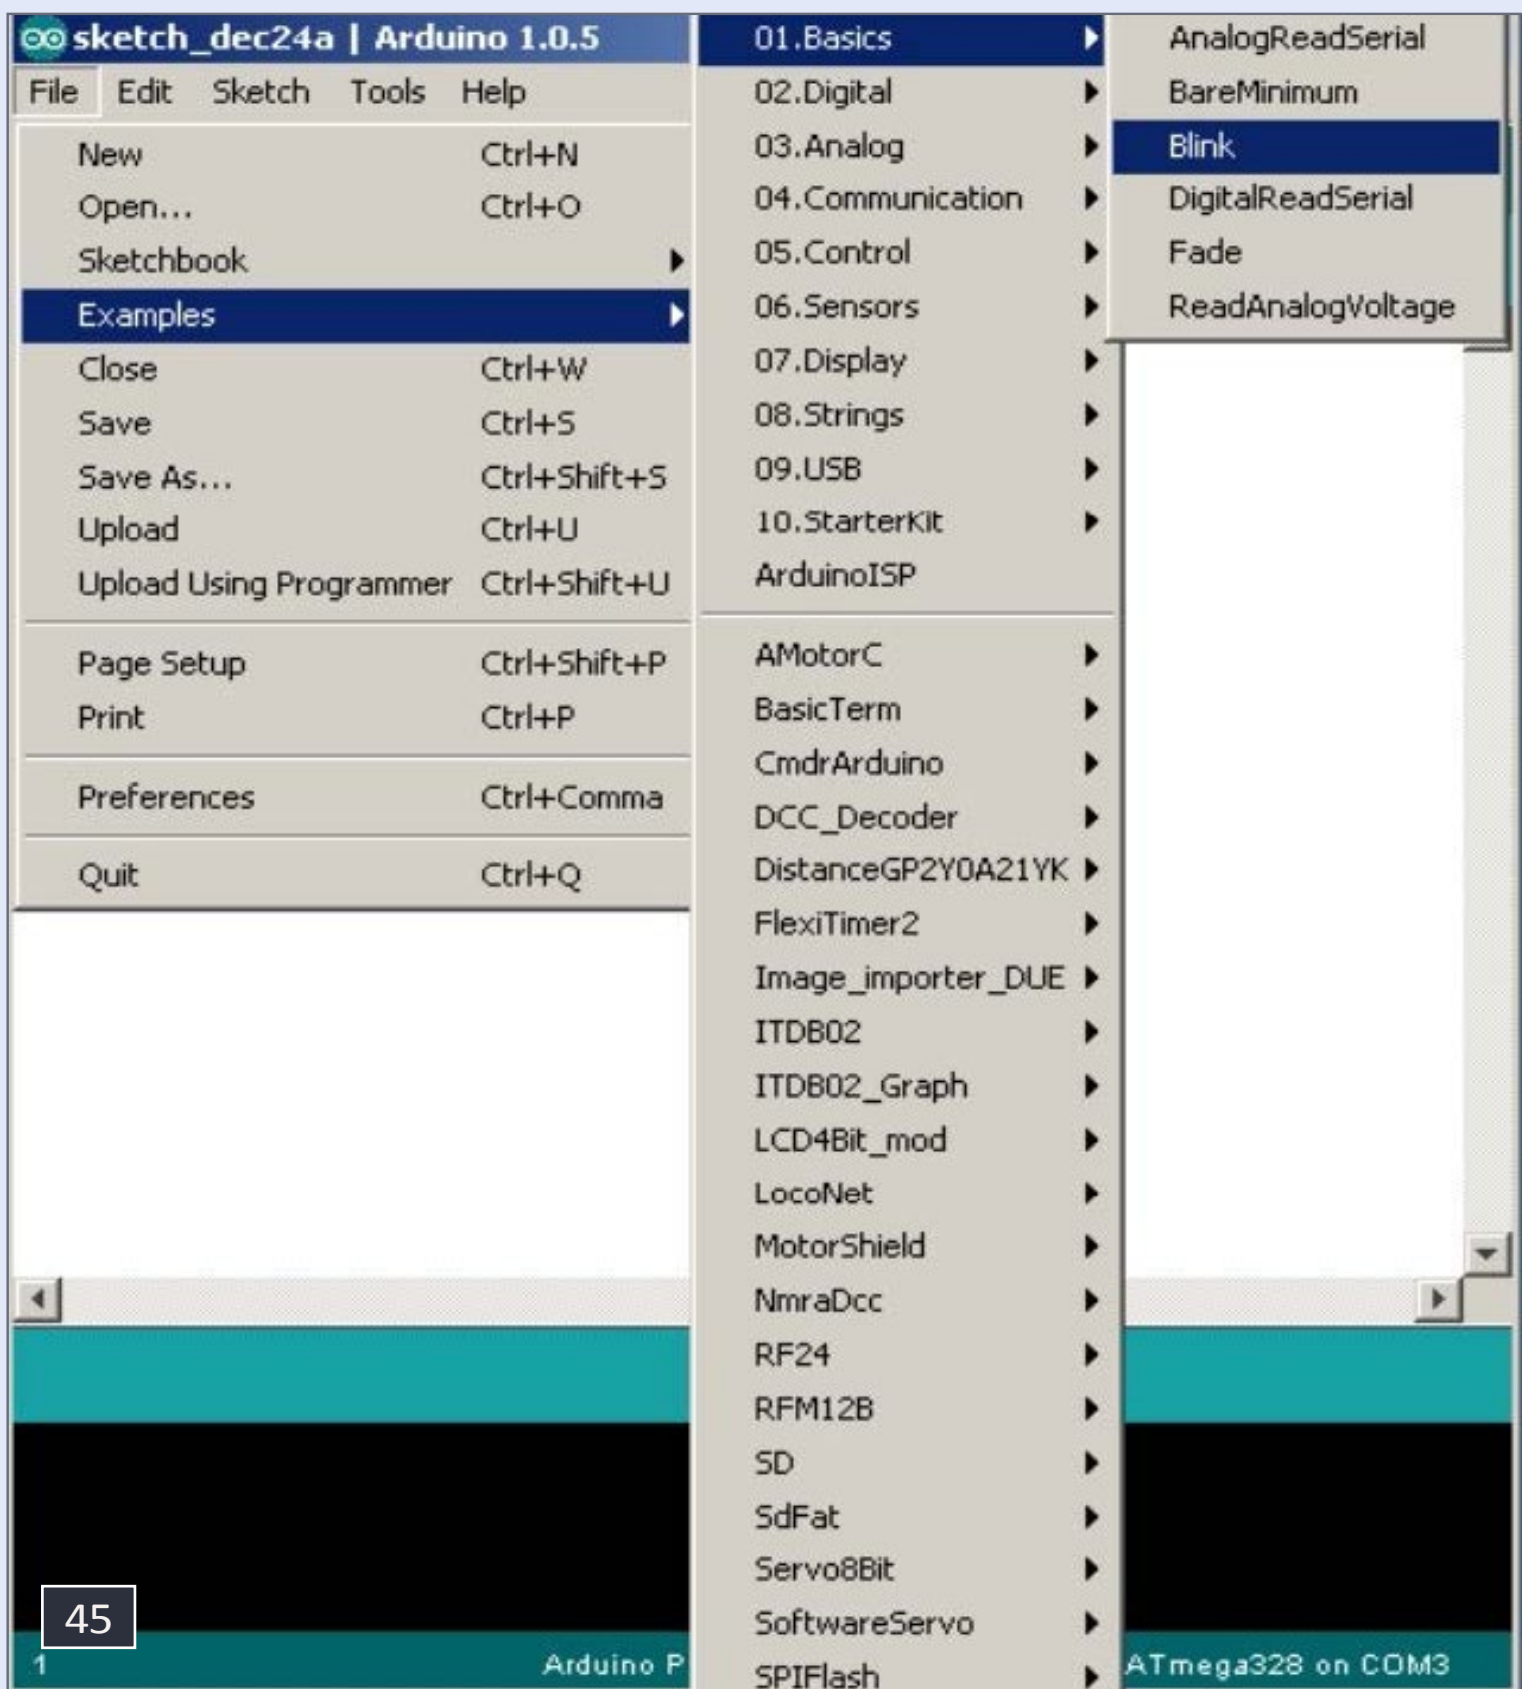 sketch_dec24a | Arduino 1.0.5
File Edit Sketch Tools Help
New Ctrl+N
Open... Ctrl+O
Sketchbook
Examples
Close Ctrl+W
Save Ctrl+S
Save As... Ctrl+Shift+S
Upload Ctrl+U
Upload Using Programmer Ctrl+Shift+U
Page Setup Ctrl+Shift+P
Print Ctrl+P
Preferences Ctrl+Comma
Quit Ctrl+Q
01.Basics
02.Digital
03.Analog
04.Communication
05.Control
06.Sensors
07.Display
08.Strings
09.USB
10.StarterKit
ArduinoISP
AMotorC
BasicTerm
CmdrArduino
DCC_Decoder
DistanceGP2Y0A21YK
FlexiTimer2
Image_importer_DUE
ITDB02
ITDB02_Graph
LCD4Bit_mod
LocoNet
MotorShield
NmraDcc
RF24
RFM12B
SD
SdFat
Servo8Bit
SoftwareServo
SPIFlash
AnalogReadSerial
BareMinimum
Blink
DigitalReadSerial
Fade
ReadAnalogVoltage
45
1 Arduino P ATmega328 on COM3